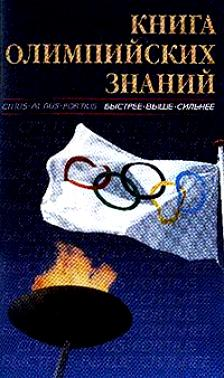 КНИГА
ОЛИМПИЙСКИХ
ЗНАНИЙ
CITIUS·ALTIUS·FORTIUS БЫСТРЕЕ·ВЫШЕ·СИЛЬНЕЕ